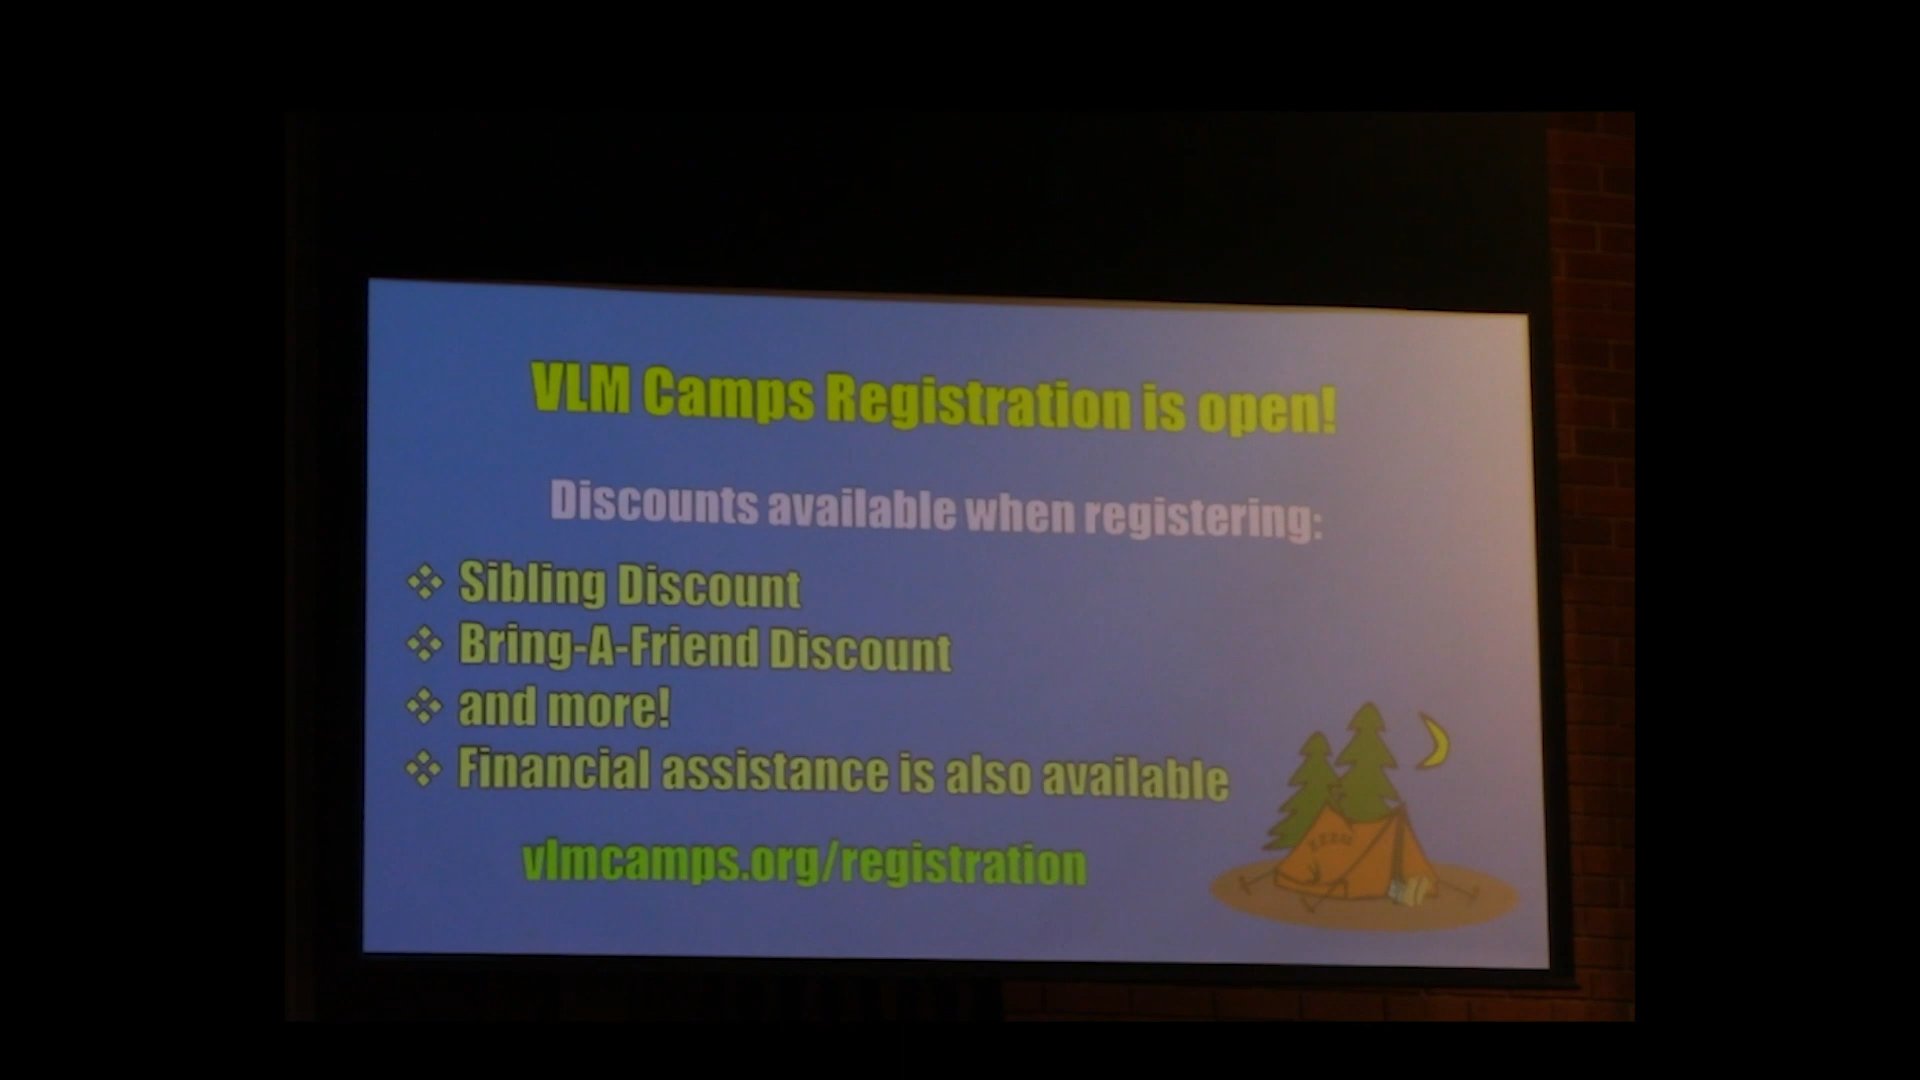 VLM Camps Registration is open!
Discounts available when registering:
❖ Sibling Discount
❖ Bring-A-Friend Discount
❖ and more!
❖ Financial assistance is also available
vlmcamps.org/registration